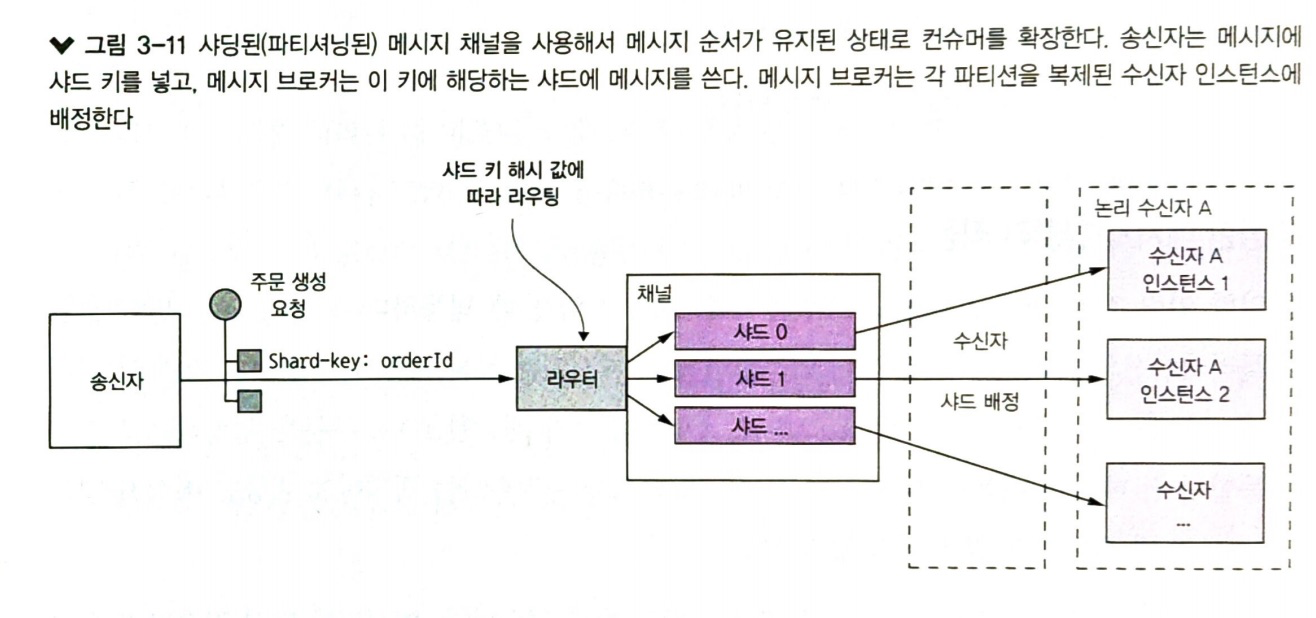 그림 3-11 샤딩된(파티셔닝된) 메시지 채널을 사용해서 메시지 순서가 유지된 상태로 컨슈머를 확장한다. 송신자는 메시지에
샤드 키를 넣고, 메시지 브로커는 이 키에 해당하는 샤드에 메시지를 쓴다. 메시지 브로커는 각 파티션을 복제된 수신자 인스턴스에
배정한다
샤드 키 해시 값에
따라 라우팅
논리 수신자 A
수신자 A
인스턴스 1
주문 생성
요청
채널
샤드 0
수신자
송신자
Shard-key: orderId
라우터
샤드 1
샤드 배정
수신자 A
인스턴스 2
샤드 ...
수신자
...